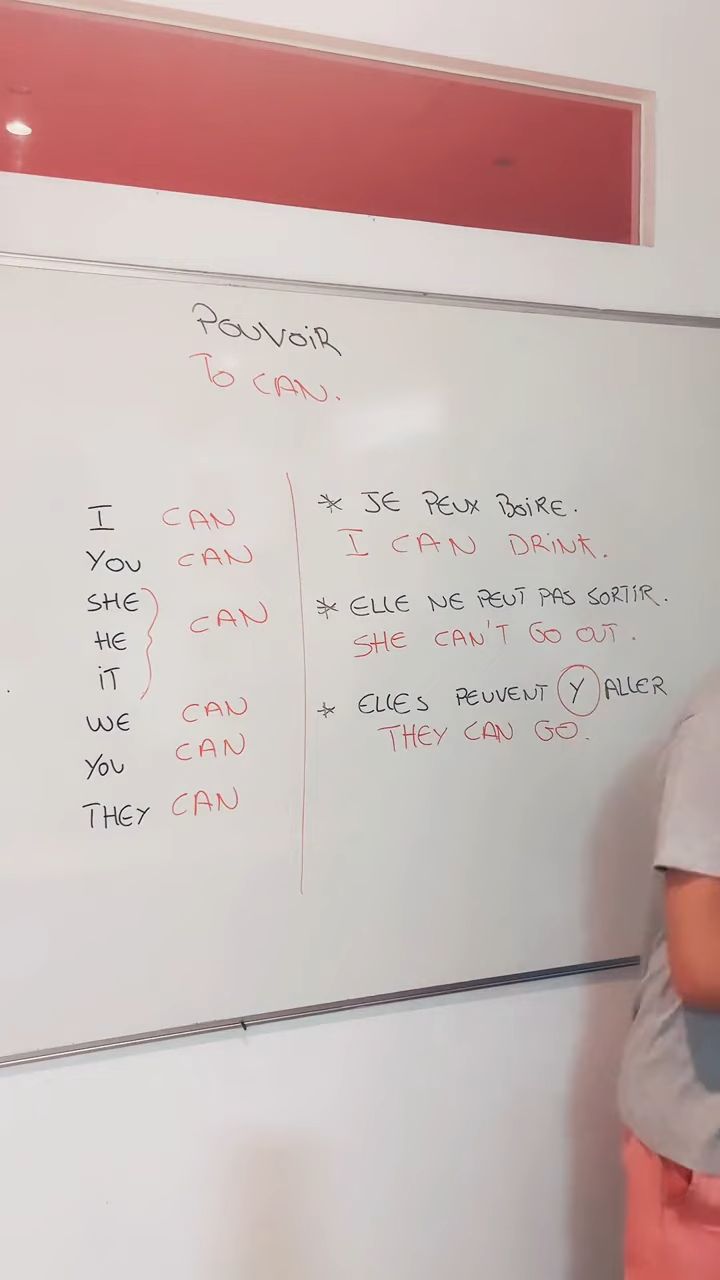 POUVOIR
TO CAN.
I CAN
YOU CAN
SHE
HE CAN
IT
WE CAN
YOU CAN
THEY CAN
* JE PEUX BOIRE.
I CAN DRINK.
* ELLE NE PEUT PAS SORTIR.
SHE CAN'T GO OUT.
* ELLES PEUVENT Y ALLER
THEY CAN GO.